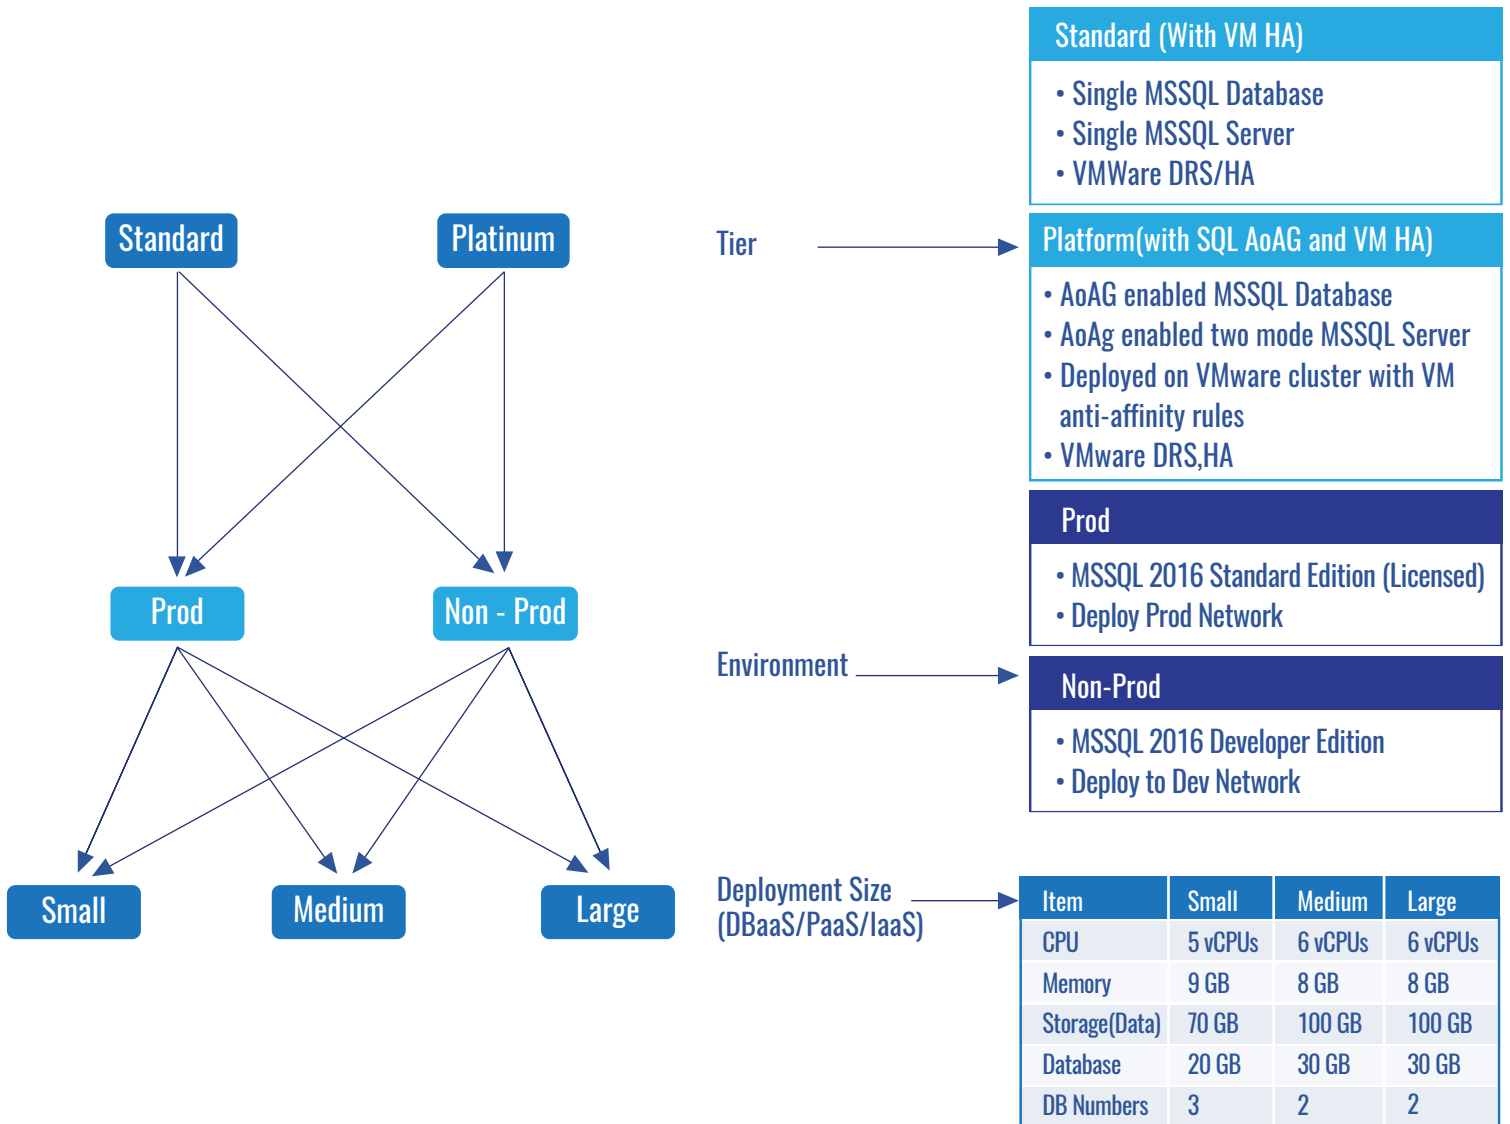 Standard
Platinum
Prod
Non - Prod
Small
Medium
Large
Tier
Environment
Deployment Size
(DBaaS/PaaS/IaaS)
Standard (With VM HA)
• Single MSSQL Database
• Single MSSQL Server
• VMWare DRS/HA
Platform(with SQL AoAG and VM HA)
• AoAG enabled MSSQL Database
• AoAg enabled two mode MSSQL Server
• Deployed on VMware cluster with VM
anti-affinity rules
• VMware DRS,HA
Prod
• MSSQL 2016 Standard Edition (Licensed)
• Deploy Prod Network
Non-Prod
• MSSQL 2016 Developer Edition
• Deploy to Dev Network
Item Small Medium Large
CPU 5 vCPUs 6 vCPUs 6 vCPUs
Memory 9 GB 8 GB 8 GB
Storage(Data) 70 GB 100 GB 100 GB
Database 20 GB 30 GB 30 GB
DB Numbers 3 2 2